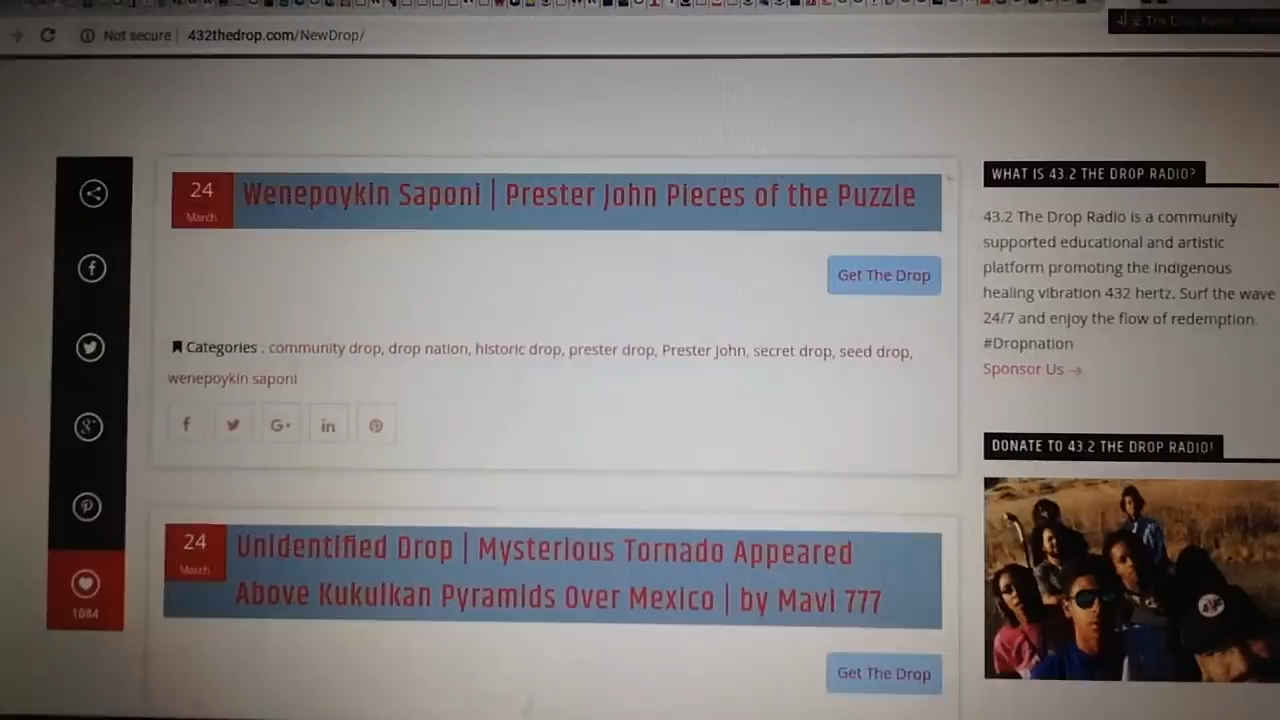 Not secure | 432thedrop.com/NewDrop/
24
March
Wenepoykin Saponi | Prester John Pieces of the Puzzle
Get The Drop
Categories : community drop, drop nation, historic drop, prester drop, Prester John, secret drop, seed drop,
wenepoykin saponi
G+
in
24
March
Unidentified Drop | Mysterious Tornado Appeared
Above Kukulkan Pyramids Over Mexico | by Mavi 777
Get The Drop
1084
WHAT IS 43.2 THE DROP RADIO?
43.2 The Drop Radio is a community
supported educational and artistic
platform promoting the indigenous
healing vibration 432 hertz. Surf the wave
24/7 and enjoy the flow of redemption.
#Dropnation
Sponsor Us →
DONATE TO 43.2 THE DROP RADIO!